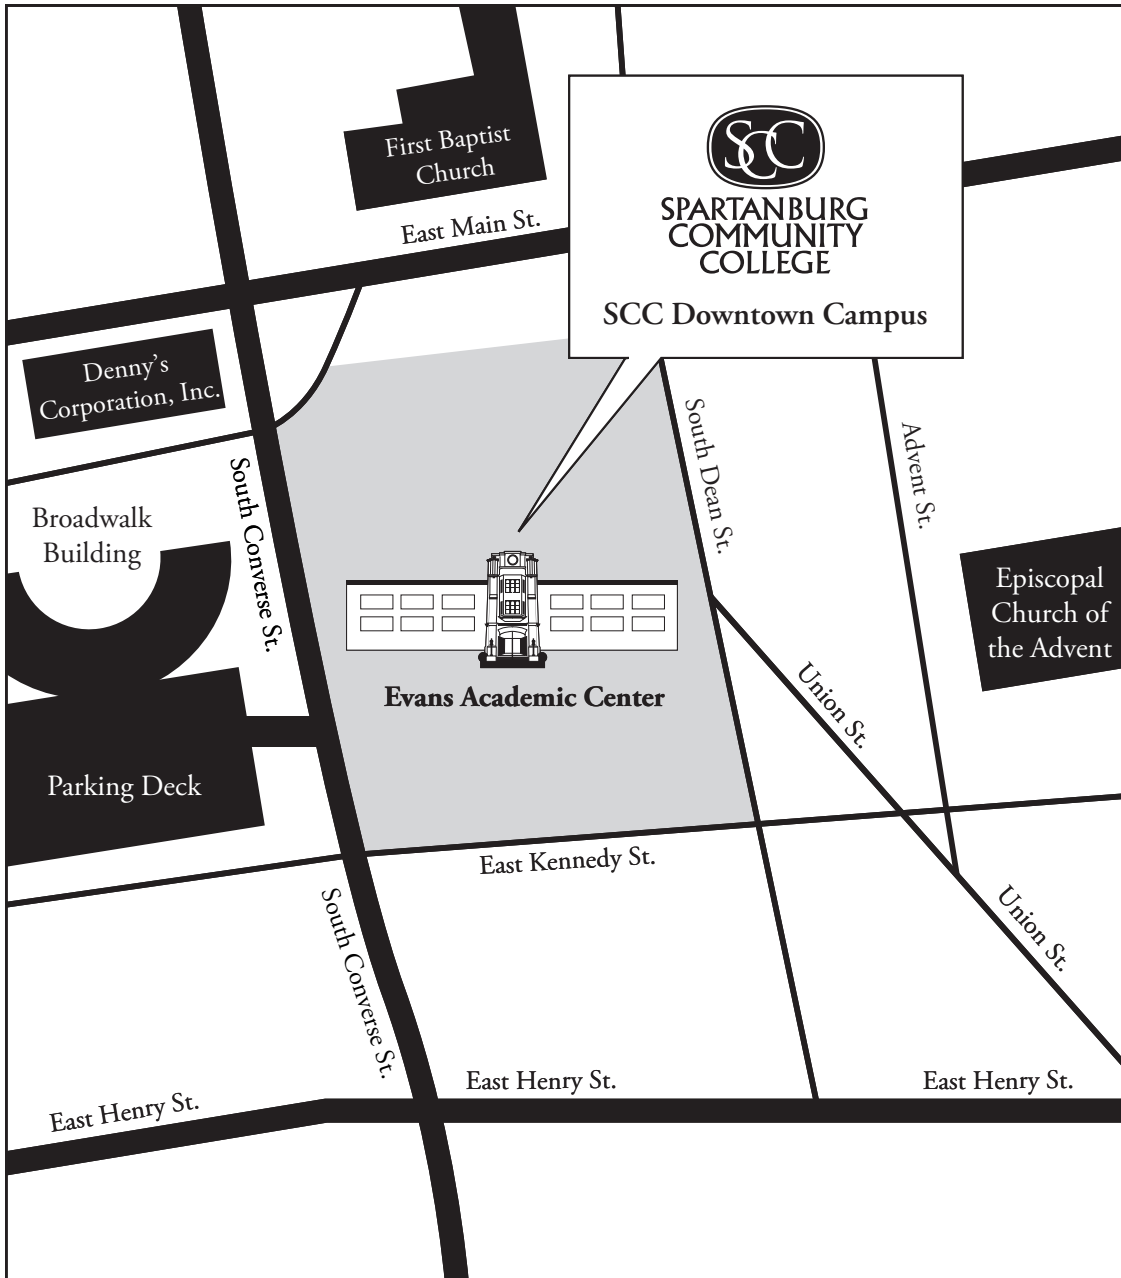 First Baptist
Church
East Main St.
SCC
SPARTANBURG
COMMUNITY
COLLEGE
SCC Downtown Campus
Denny’s
Corporation, Inc.
South Converse St.
South Dean St.
Advent St.
Broadwalk
Building
Episcopal
Church of
the Advent
Evans Academic Center
Union St.
Parking Deck
East Kennedy St.
South Converse St.
Union St.
East Henry St.
East Henry St.
East Henry St.